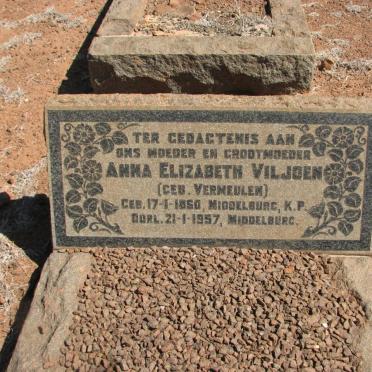 TER GEDAGTENIS AAN
ONS MOEDER EN GROOTMOEDER
ANNA ELIZABETH VILJOEN
(GEB. VERMEULEN)
GEB. 17-1-1860, MIDDELBURG, K.P.
OORL. 21-1-1957, MIDDELBURG.